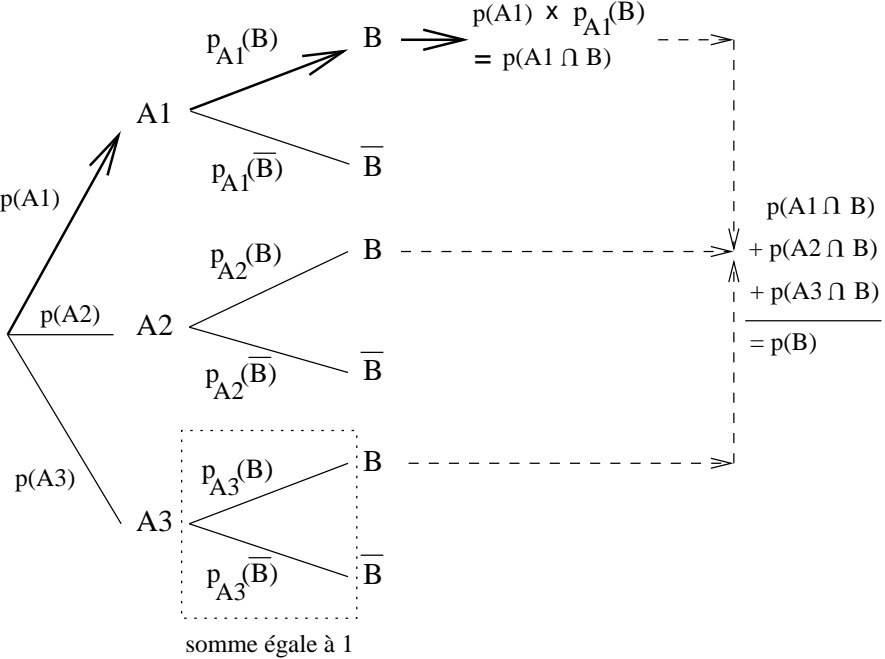 p(A1) x p_A1(B)
= p(A1 ∩ B)
p_A1(B)
B
A1
p_A1(B̅)
B̅
p(A1)
p(A1 ∩ B)
+ p(A2 ∩ B)
+ p(A3 ∩ B)
= p(B)
p_A2(B)
B
p(A2)
A2
p_A2(B̅)
B̅
p(A3)
p_A3(B)
B
A3
p_A3(B̅)
B̅
somme égale à 1